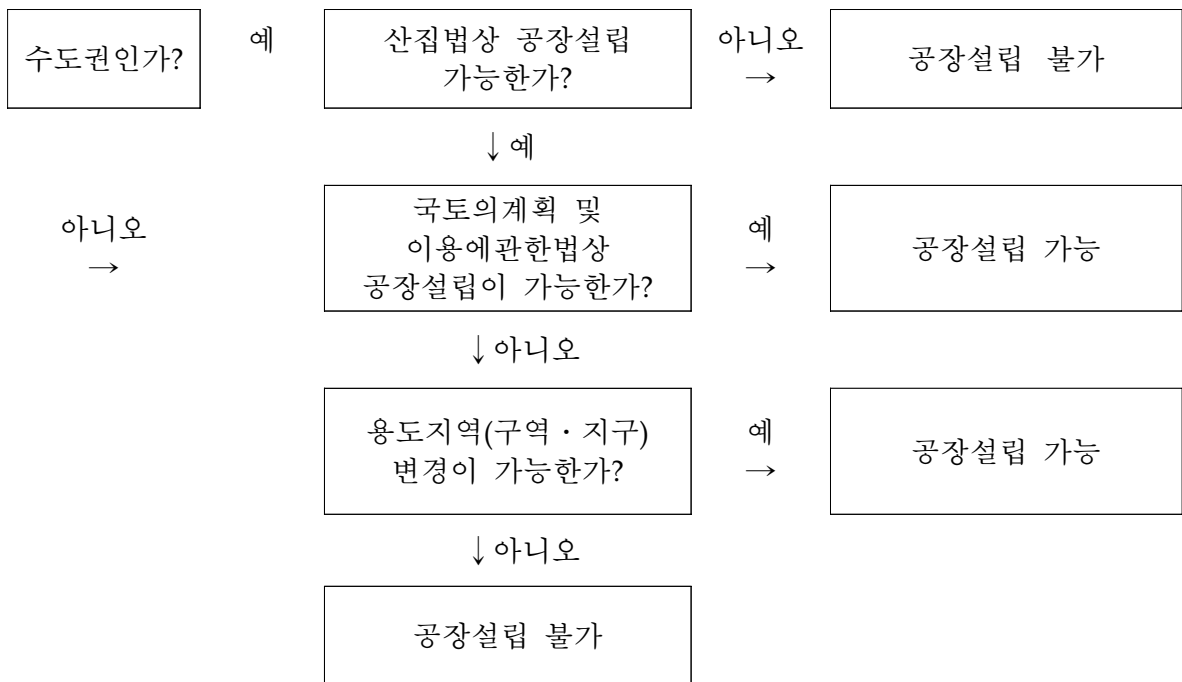 수도권인가?
예
산집법상 공장설립
가능한가?
아니오
→
공장설립 불가
↓예
아니오
→
국토의계획 및
이용에관한법상
공장설립이 가능한가?
예
→
공장설립 가능
↓아니오
용도지역(구역·지구)
변경이 가능한가?
예
→
공장설립 가능
↓아니오
공장설립 불가